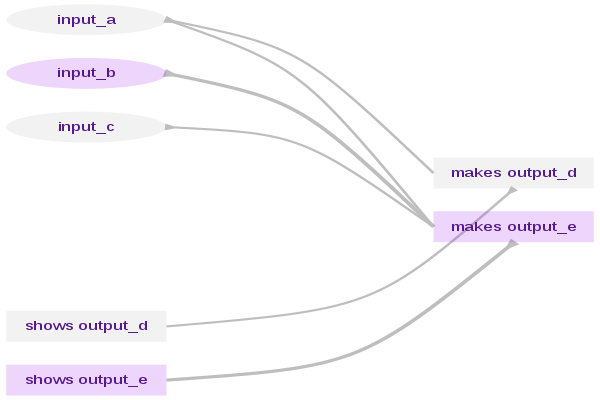 input_a
input_b
input_c
makes output_d
makes output_e
shows output_d
shows output_e